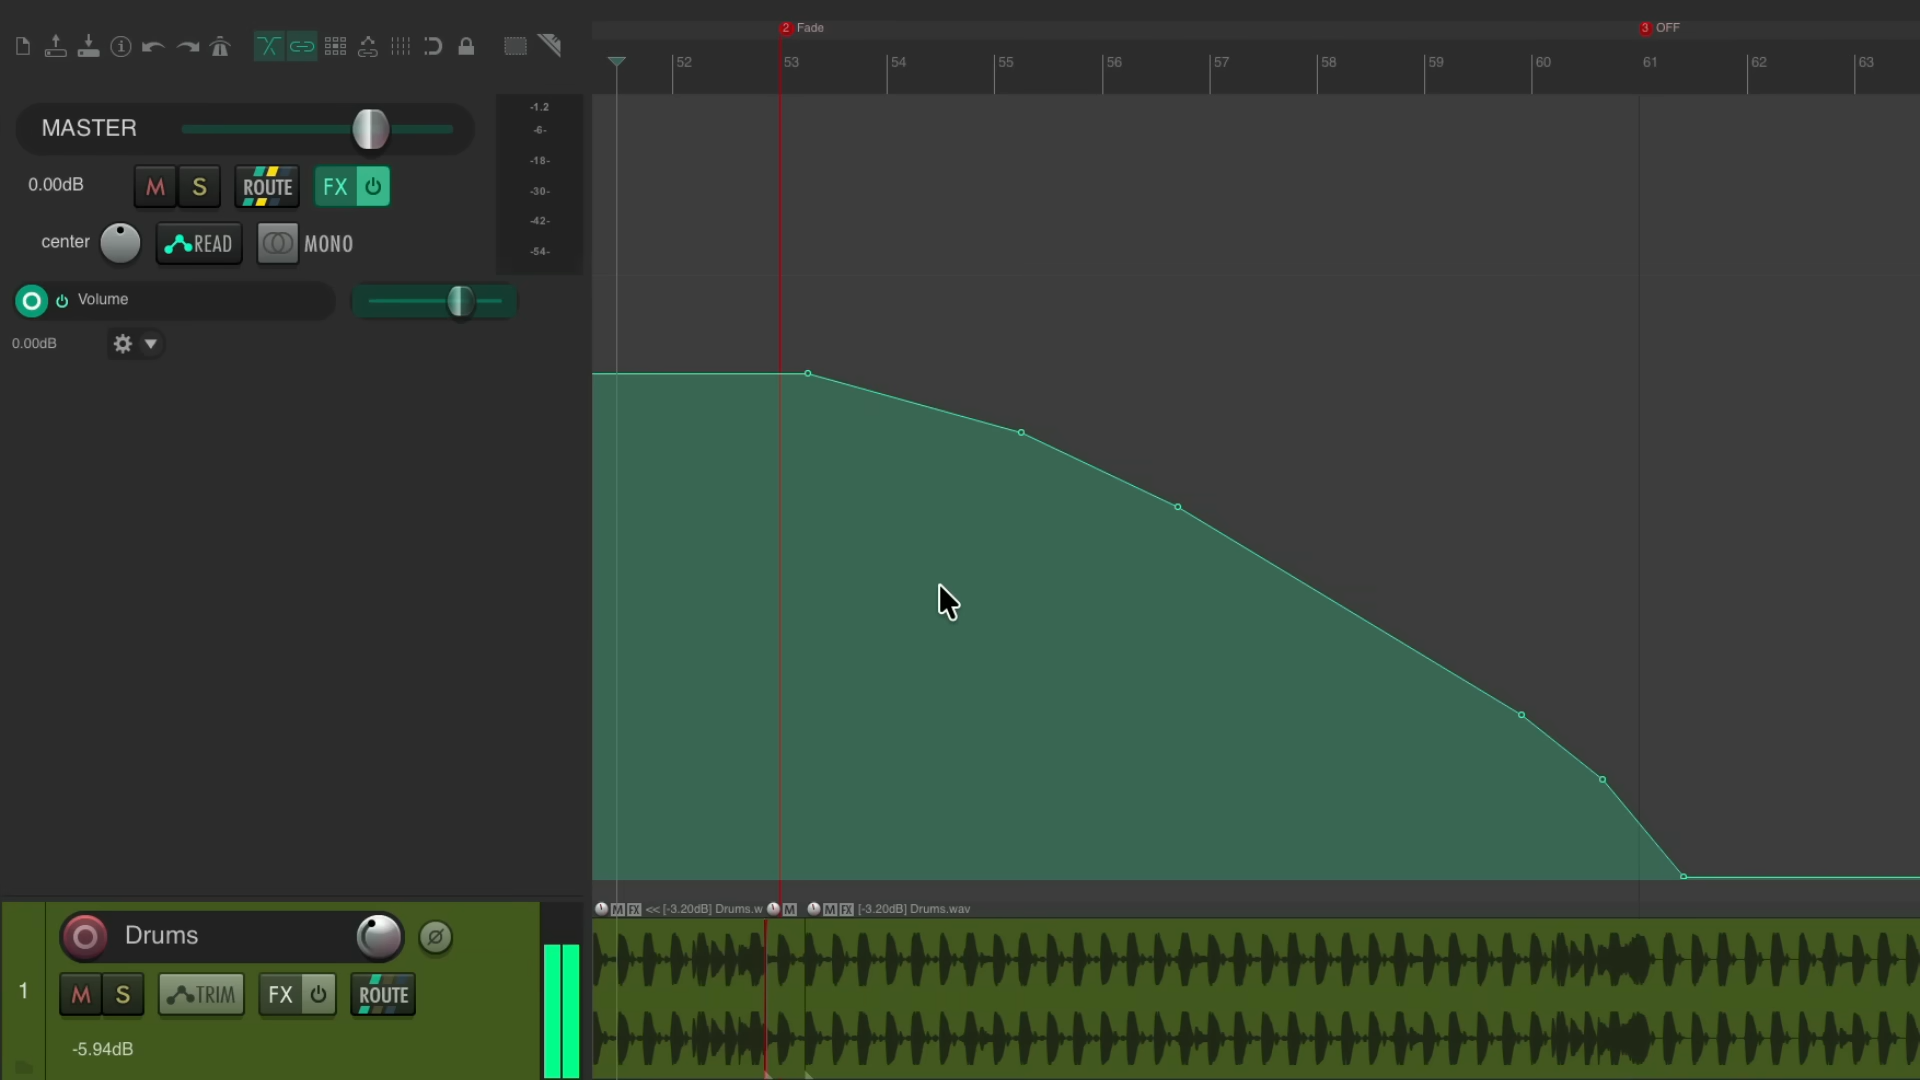 2 Fade
3 OFF
52 53 54 55 56 57 58 59 60 61 62 63
MASTER
-1.2
-6-
-18-
-30-
-42-
-54-
0.00dB M S ROUTE FX
center READ MONO
Volume
0.00dB
M FX << [-3.20dB] Drums.w M M FX [-3.20dB] Drums.wav
Drums
1
M S TRIM FX ROUTE
-5.94dB